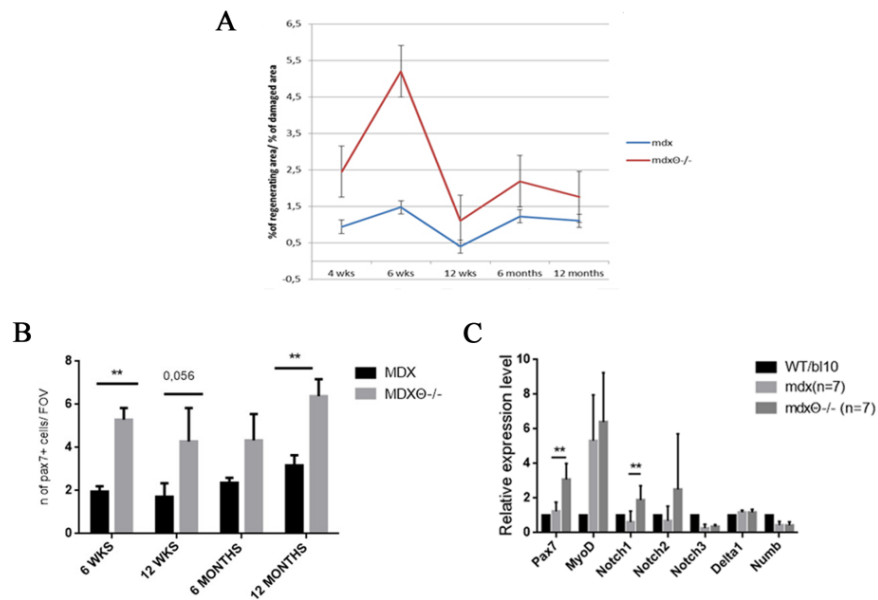 A
%of regenerating area/ % of damaged area
6,5
5,5
4,5
3,5
2,5
1,5
0,5
-0,5
4 wks
6 wks
12 wks
6 months
12 months
mdx
mdxΘ-/-
B
n of pax7+ cells/ FOV
8
6
4
2
0
**
0,056
**
6 WKS
12 WKS
6 MONTHS
12 MONTHS
MDX
MDXΘ-/-
C
Relative expression level
10
8
6
4
2
0
**
**
Pax7
MyoD
Notch1
Notch2
Notch3
Delta1
Numb
WT/bl10
mdx(n=7)
mdxΘ-/- (n=7)